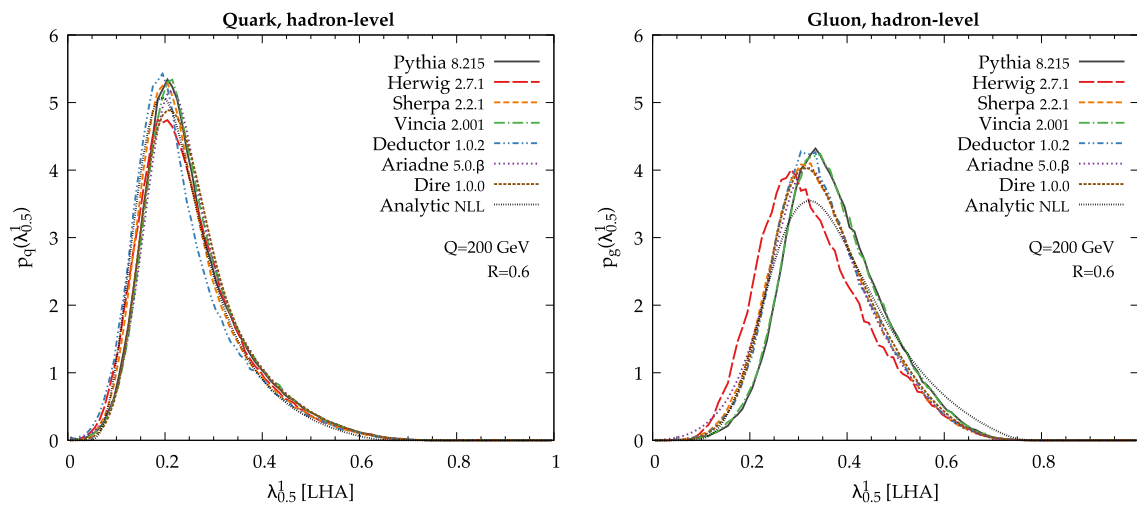 Quark, hadron-level
6
5
4
3
2
1
0
p_q(λ^1_0.5)
Pythia 8.215
Herwig 2.7.1
Sherpa 2.2.1
Vincia 2.001
Deductor 1.0.2
Ariadne 5.0.β
Dire 1.0.0
Analytic NLL
Q=200 GeV
R=0.6
0 0.2 0.4 0.6 0.8 1
λ^1_0.5 [LHA]
Gluon, hadron-level
6
5
4
3
2
1
0
p_g(λ^1_0.5)
Pythia 8.215
Herwig 2.7.1
Sherpa 2.2.1
Vincia 2.001
Deductor 1.0.2
Ariadne 5.0.β
Dire 1.0.0
Analytic NLL
Q=200 GeV
R=0.6
0 0.2 0.4 0.6 0.8
λ^1_0.5 [LHA]